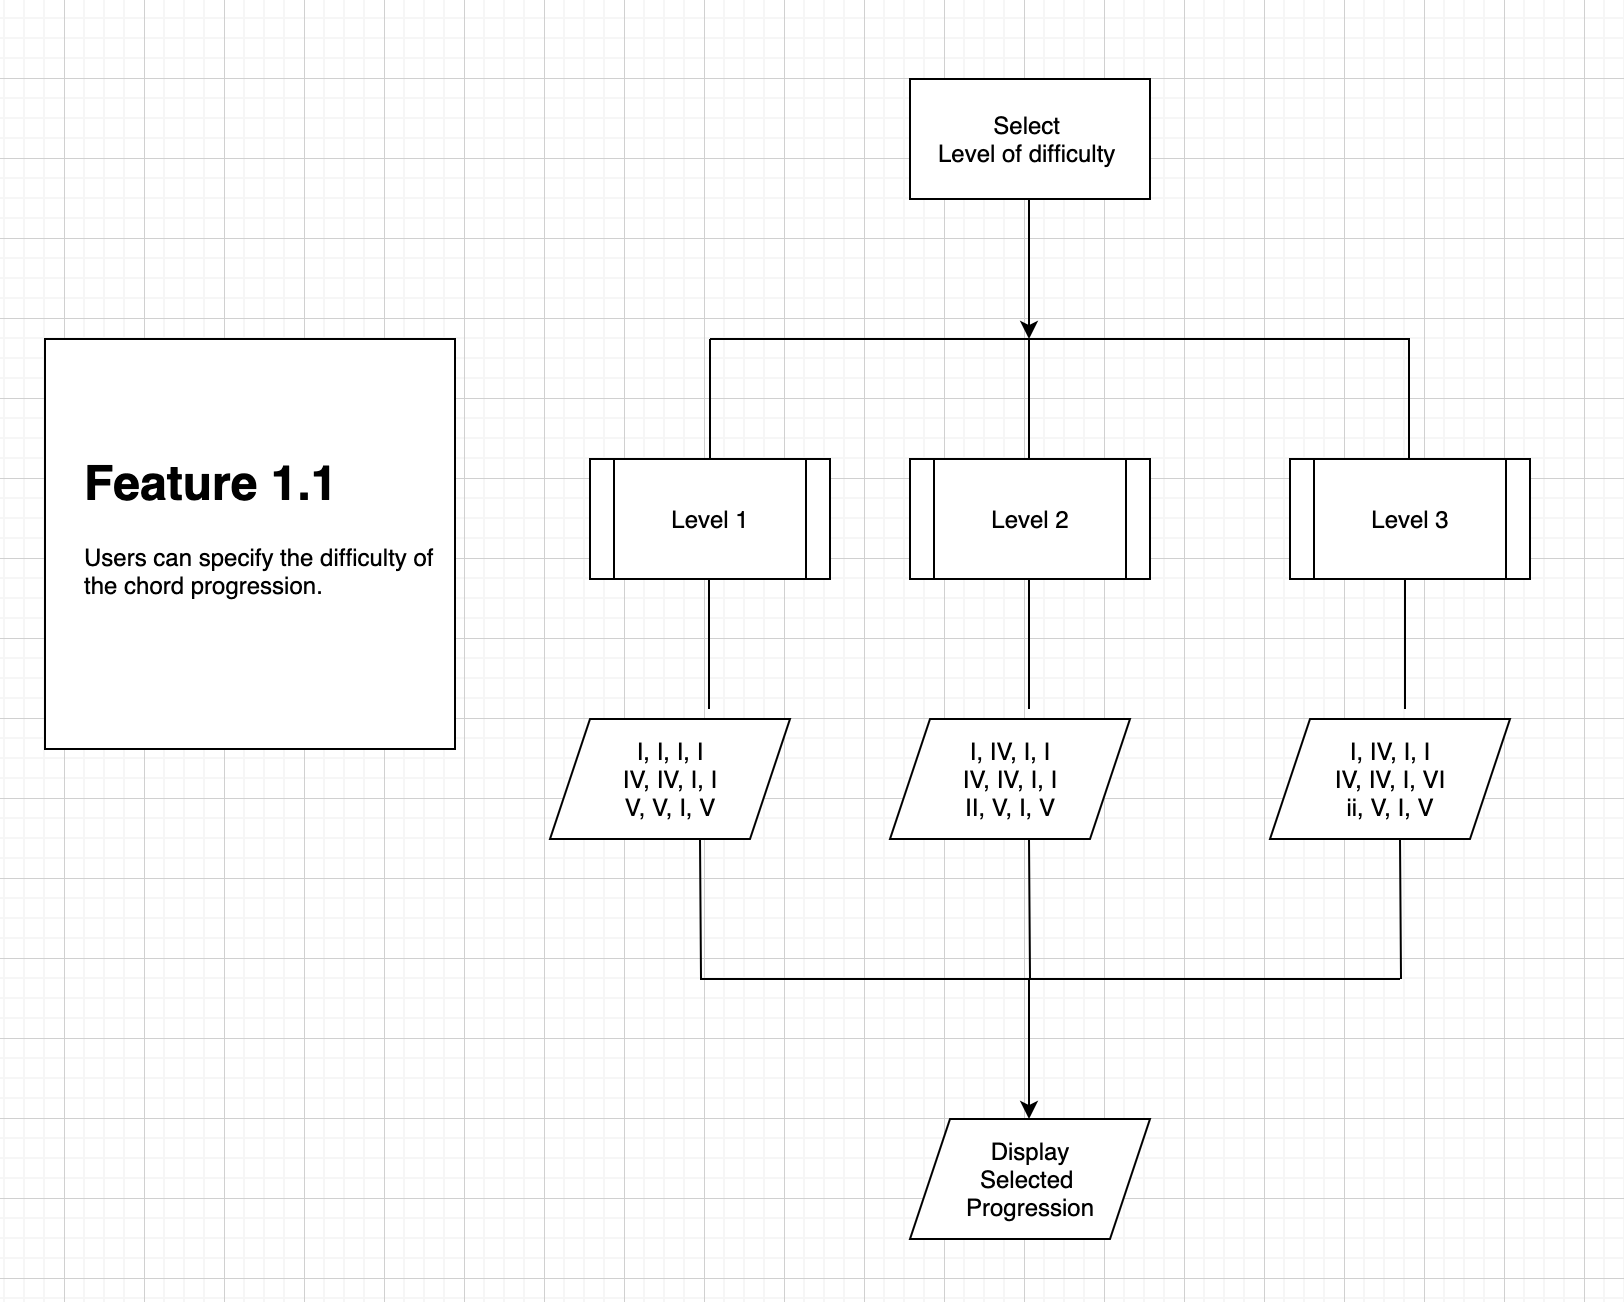 Select
Level of difficulty
Feature 1.1
Users can specify the difficulty of
the chord progression.
Level 1
Level 2
Level 3
I, I, I, I
IV, IV, I, I
V, V, I, V
I, IV, I, I
IV, IV, I, I
II, V, I, V
I, IV, I, I
IV, IV, I, VI
ii, V, I, V
Display
Selected
Progression